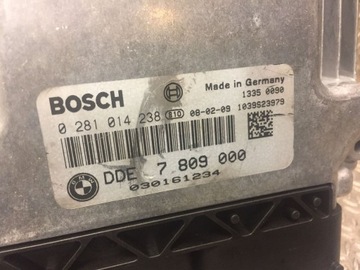 BOSCH
Made in Germany
1335 0090
0 281 014 238 E10 08-02-09 1039S23979
DDE 7 809 000
030161234